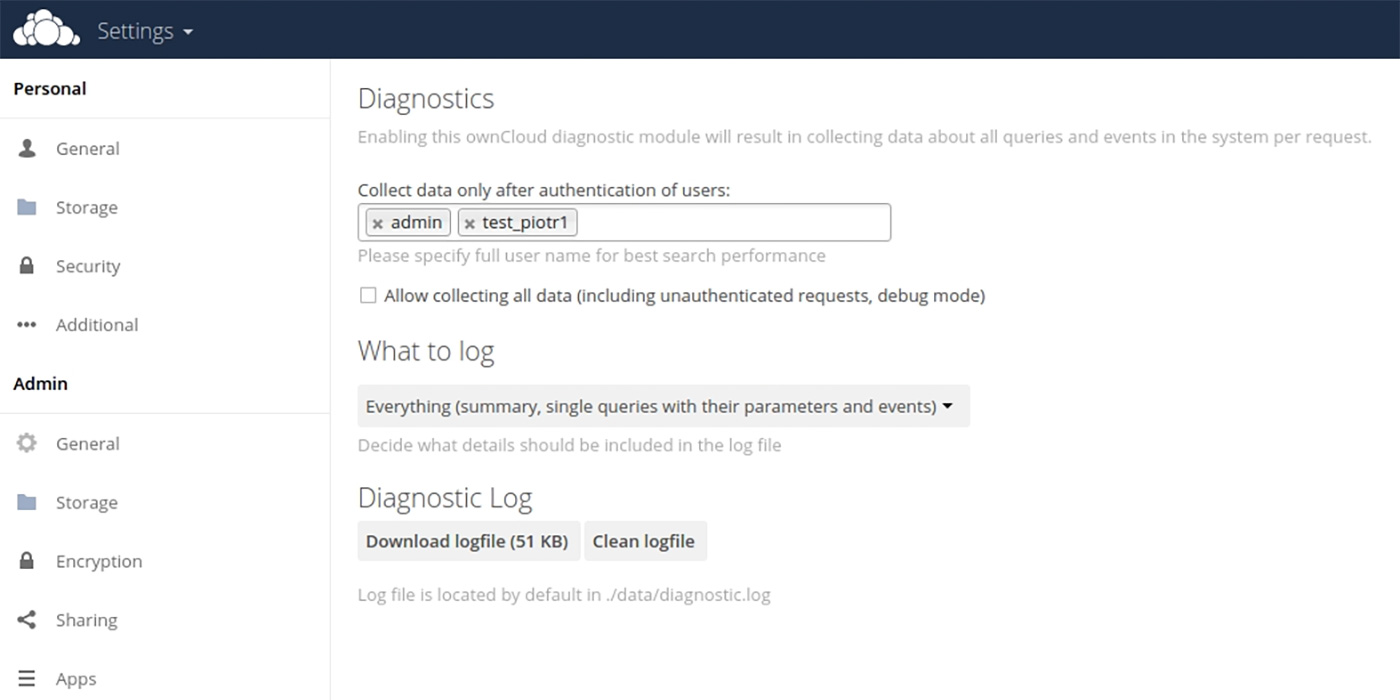 Settings
Personal
General
Storage
Security
Additional
Admin
General
Storage
Encryption
Sharing
Apps
Diagnostics
Enabling this ownCloud diagnostic module will result in collecting data about all queries and events in the system per request.
Collect data only after authentication of users:
× admin × test_piotr1
Please specify full user name for best search performance
Allow collecting all data (including unauthenticated requests, debug mode)
What to log
Everything (summary, single queries with their parameters and events)
Decide what details should be included in the log file
Diagnostic Log
Download logfile (51 KB) Clean logfile
Log file is located by default in ./data/diagnostic.log